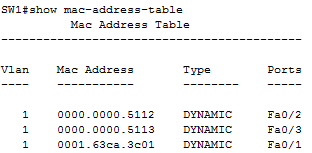 SW1#show mac-address-table
Mac Address Table
-------------------------------------------
Vlan    Mac Address       Type        Ports
----    -----------       --------    -----
1    0000.0000.5112    DYNAMIC     Fa0/2
1    0000.0000.5113    DYNAMIC     Fa0/3
1    0001.63ca.3c01    DYNAMIC     Fa0/1